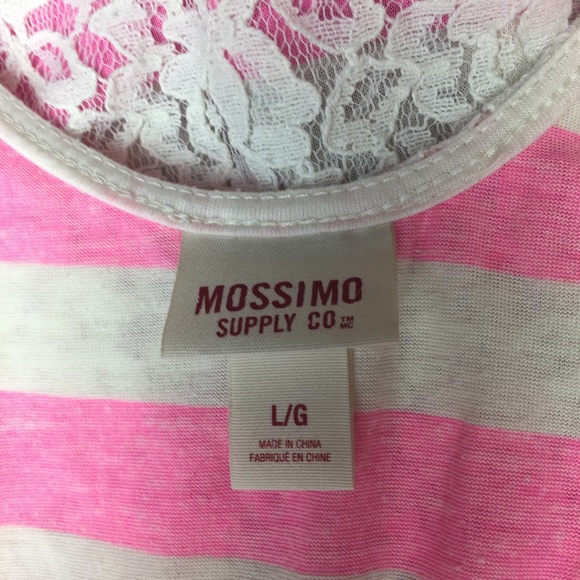 MOSSIMO
SUPPLY CO ™ MC
L/G
MADE IN CHINA
FABRIQUÉ EN CHINE